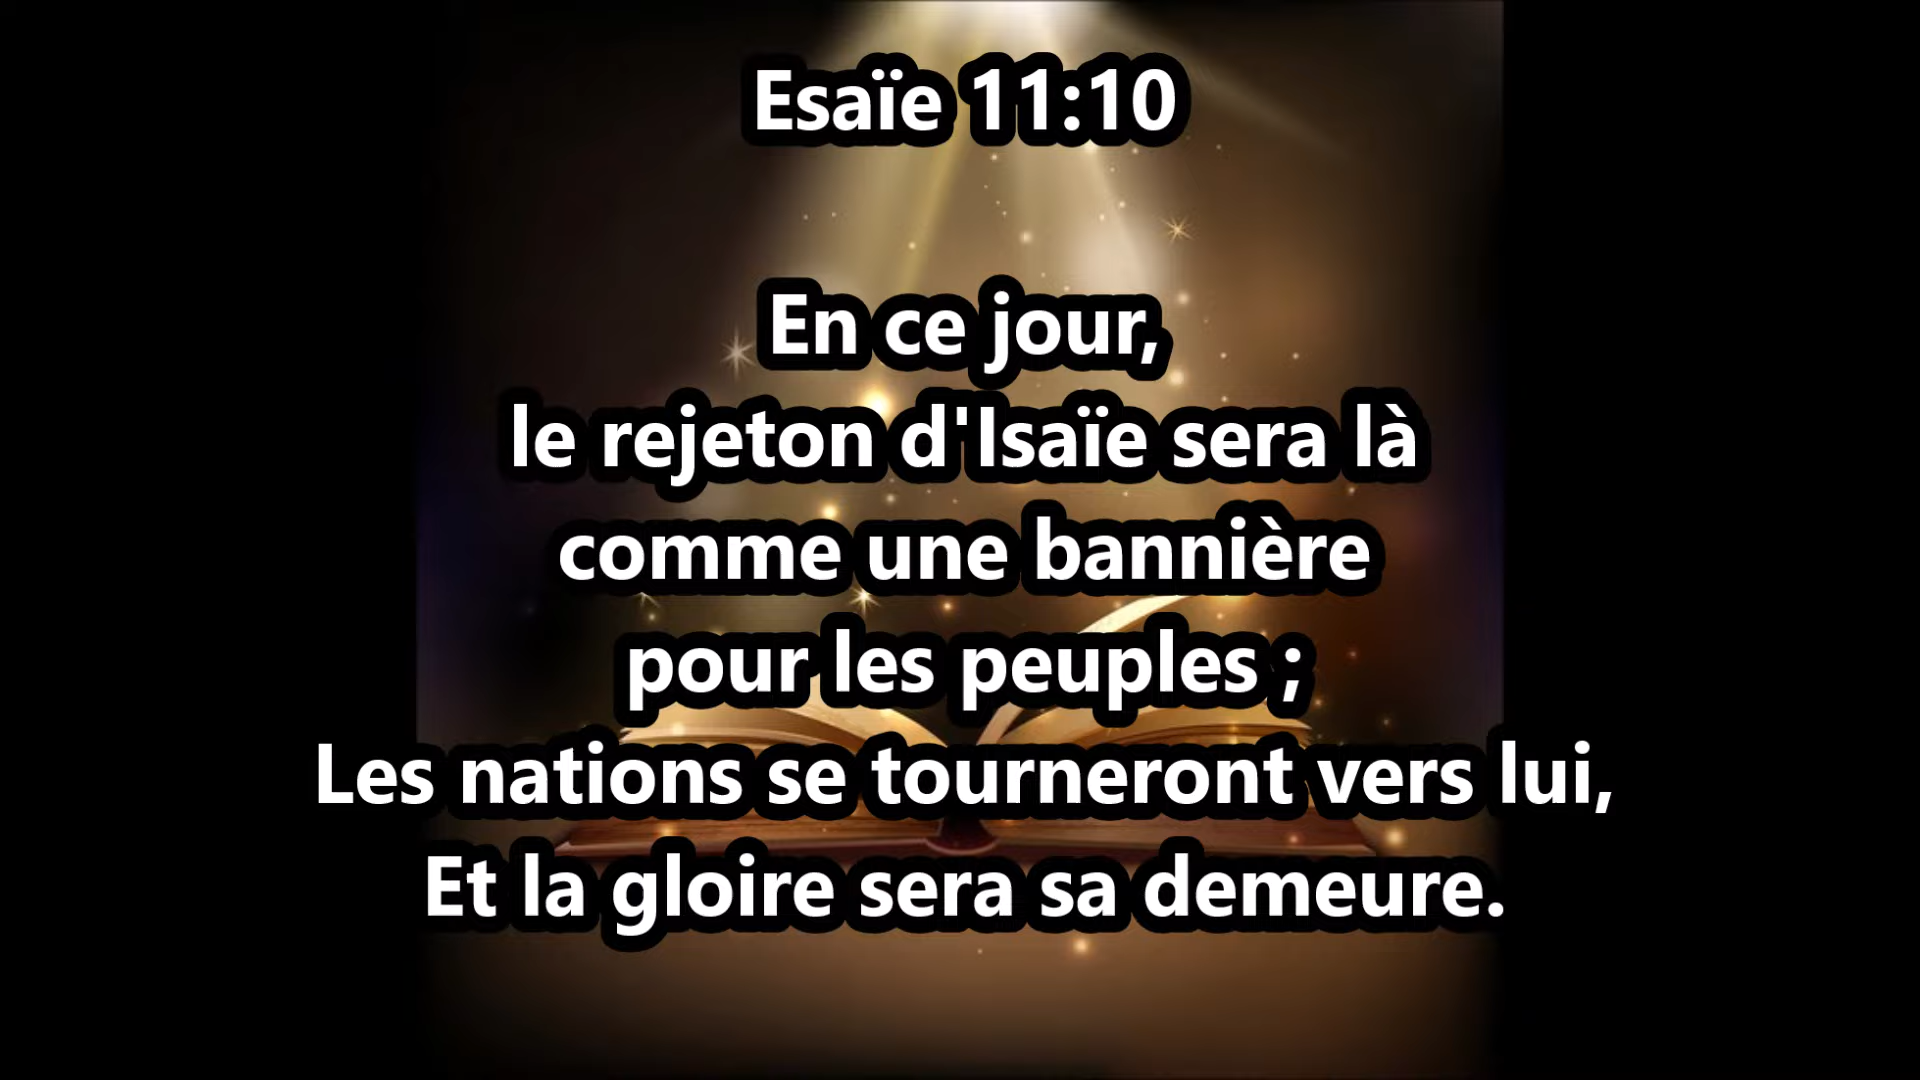 Esaïe 11:10
En ce jour,
le rejeton d'Isaïe sera là
comme une bannière
pour les peuples ;
Les nations se tourneront vers lui,
Et la gloire sera sa demeure.